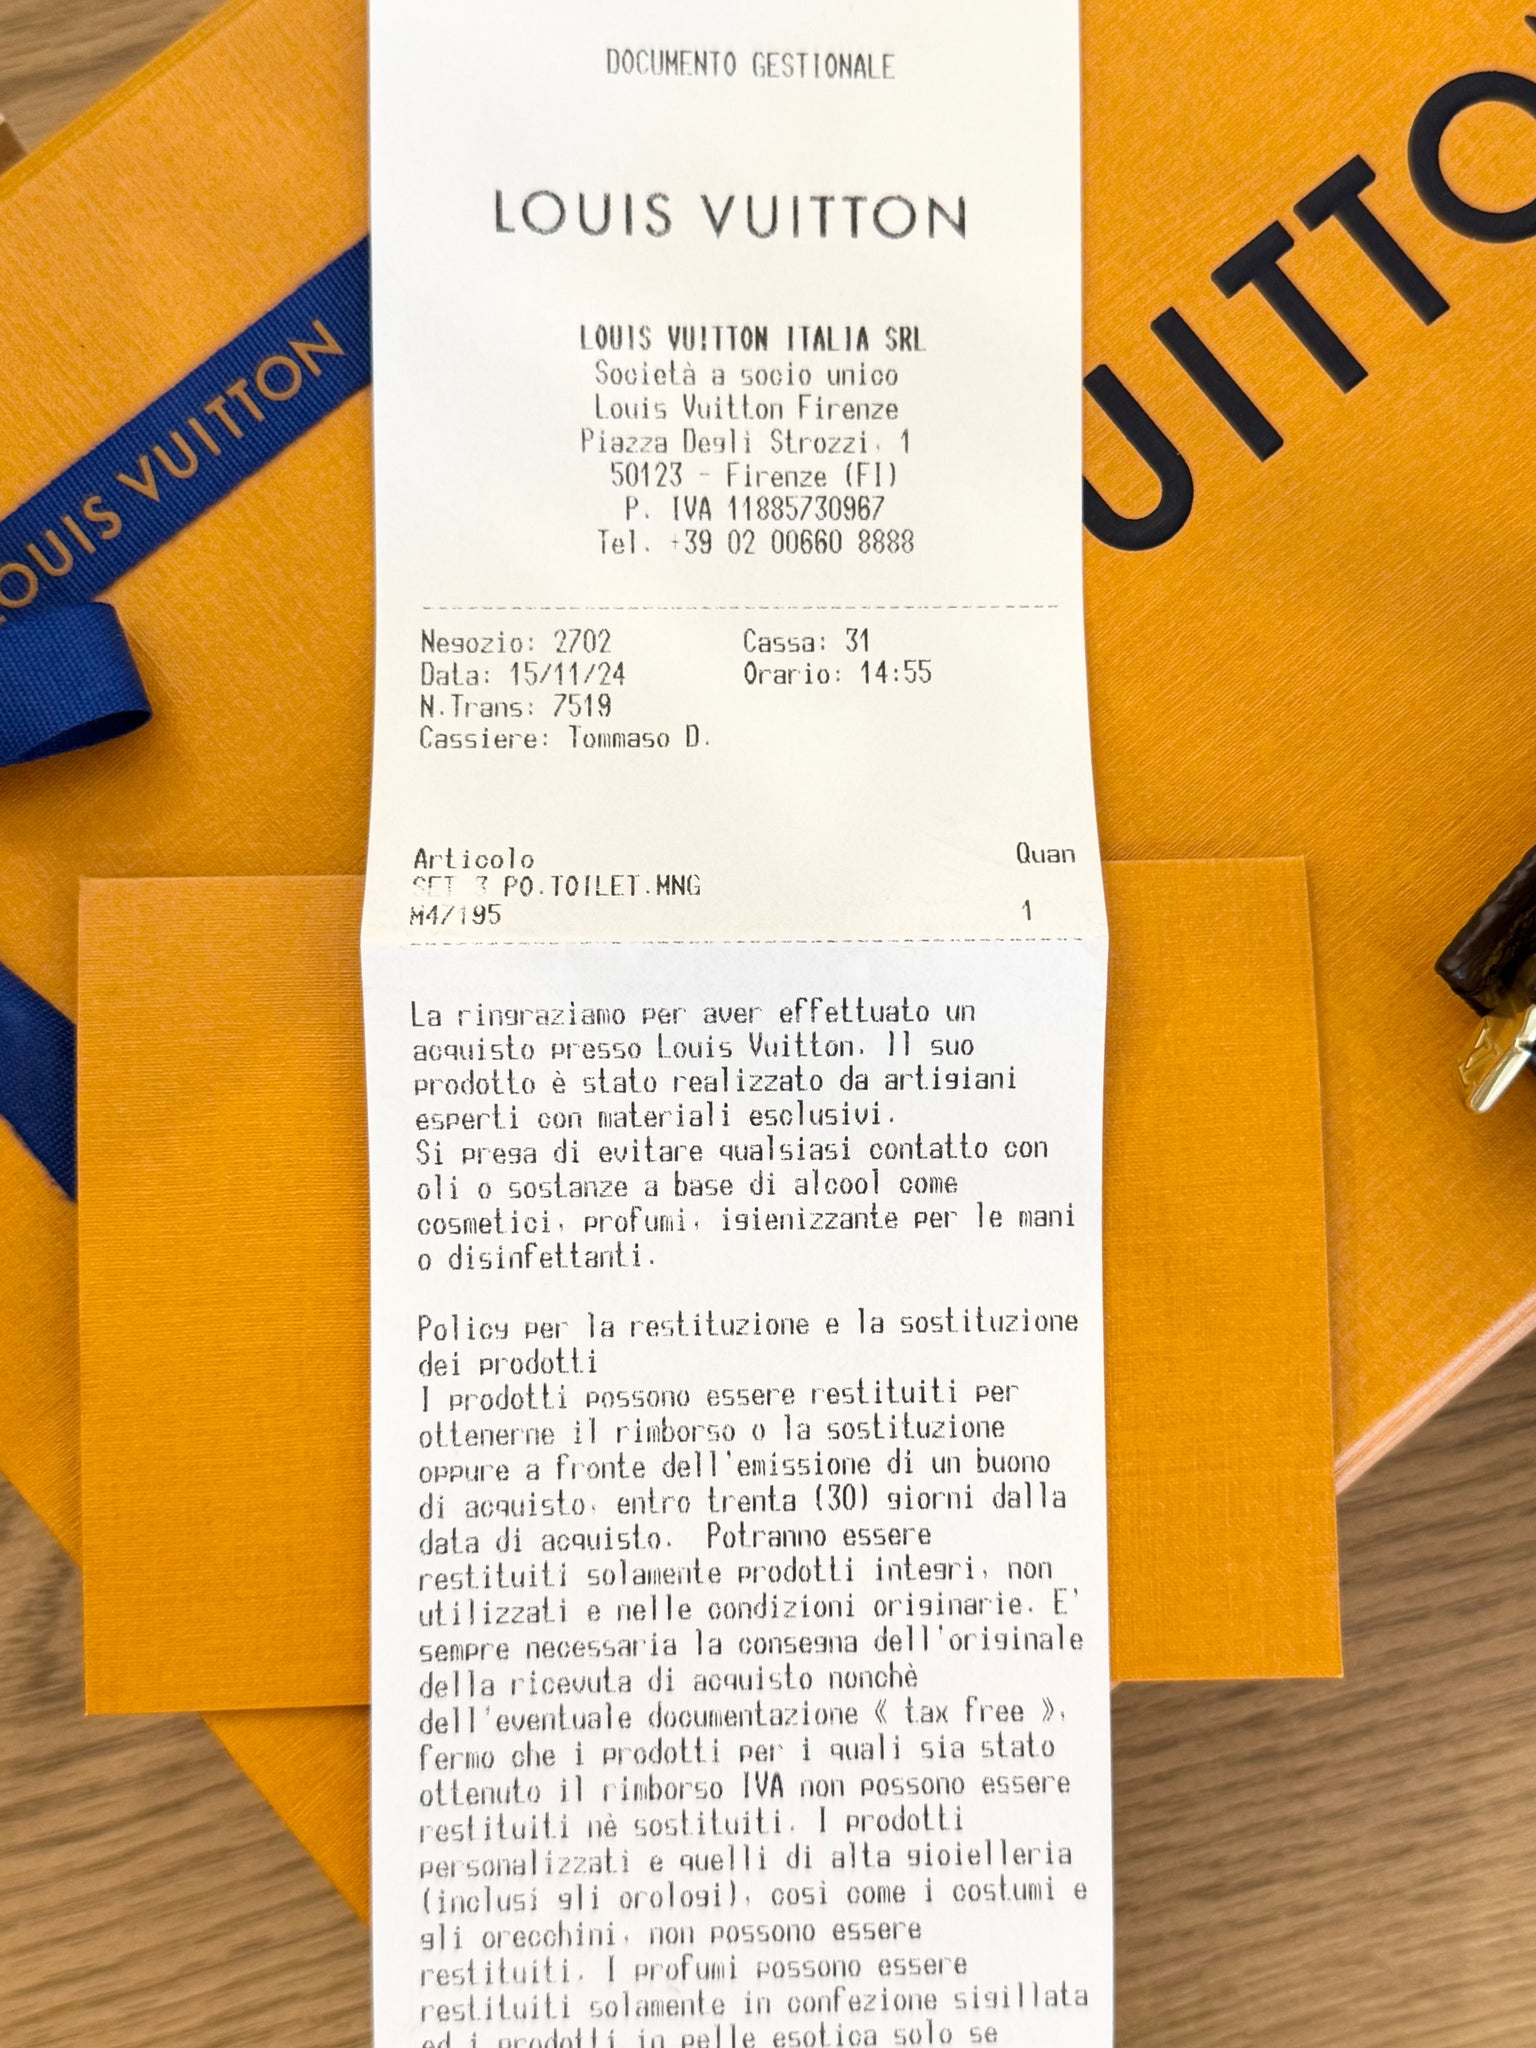 DOCUMENTO GESTIONALE
LOUIS VUITTON
LOUIS VUITTON ITALIA SRL
Società a socio unico
Louis Vuitton Firenze
Piazza Degli Strozzi, 1
50123 - Firenze (FI)
P. IVA 11885730967
Tel. +39 02 00660 8888
Negozio: 2702 Cassa: 31
Data: 15/11/24 Orario: 14:55
N.Trans: 7519
Cassiere: Tommaso D.
Articolo Quan
SET 3 PO.TOILET.MNG
M47195 1
La ringraziamo per aver effettuato un
acquisto presso Louis Vuitton. Il suo
prodotto è stato realizzato da artigiani
esperti con materiali esclusivi.
Si prega di evitare qualsiasi contatto con
oli o sostanze a base di alcool come
cosmetici, profumi, igienizzante per le mani
o disinfettanti.
Policy per la restituzione e la sostituzione
dei prodotti
I prodotti possono essere restituiti per
ottenerne il rimborso o la sostituzione
oppure a fronte dell'emissione di un buono
di acquisto, entro trenta (30) giorni dalla
data di acquisto. Potranno essere
restituiti solamente prodotti integri, non
utilizzati e nelle condizioni originarie. E'
sempre necessaria la consegna dell'originale
della ricevuta di acquisto nonchè
dell'eventuale documentazione « tax free »,
fermo che i prodotti per i quali sia stato
ottenuto il rimborso IVA non possono essere
restituiti nè sostituiti. I prodotti
personalizzati e quelli di alta gioielleria
(inclusi gli orologi), così come i costumi e
gli orecchini, non possono essere
restituiti. I profumi possono essere
restituiti solamente in confezione sigillata
ed i prodotti in pelle esotica solo se
LOUIS VUITTON
UITTO